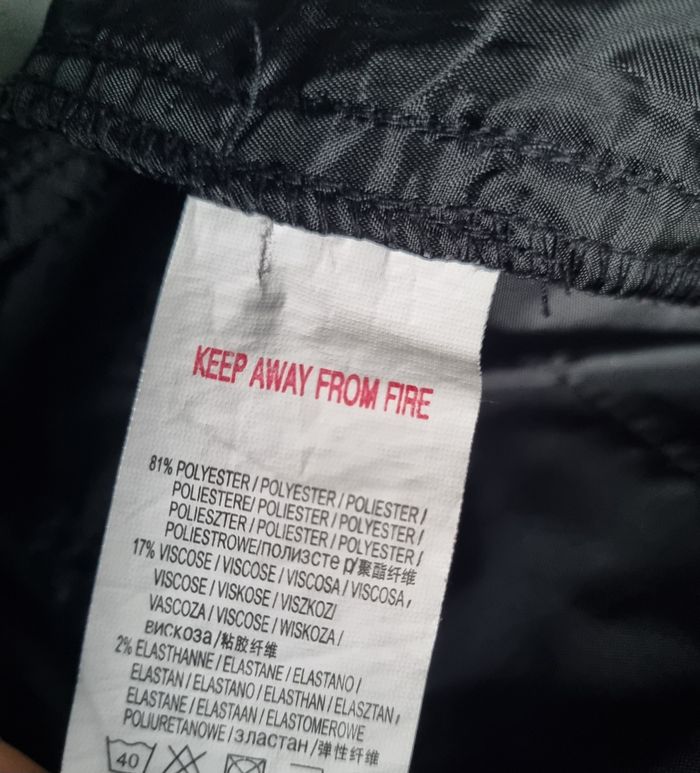 KEEP AWAY FROM FIRE
81% POLYESTER / POLYESTER / POLIESTER /
POLIESTERE/ POLIESTER / POLYESTER /
POLIESZTER / POLIESTER / POLYESTER /
POLIESTROWE/полиэсте р/聚酯纤维
17% VISCOSE / VISCOSE / VISCOSA / VISCOSA,
VISCOSE / VISKOSE / VISZKOZ/
VASCOZA / VISCOSE / WISKOZA /
вискоза/粘胶纤维
2% ELASTHANNE / ELASTANE / ELASTANO /
ELASTAN / ELASTANO / ELASTHAN / ELASZTAN,
ELASTANE / ELASTAAN / ELASTOMEROWE
POLIURETANOWE / эластан /弹性纤维
40